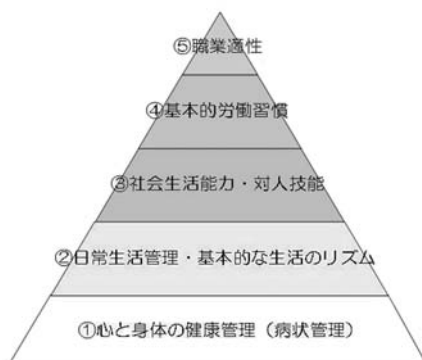 ⑤職業適性
④基本的労働習慣
③社会生活能力・対人技能
②日常生活管理・基本的な生活のリズム
①心と身体の健康管理（病状管理）